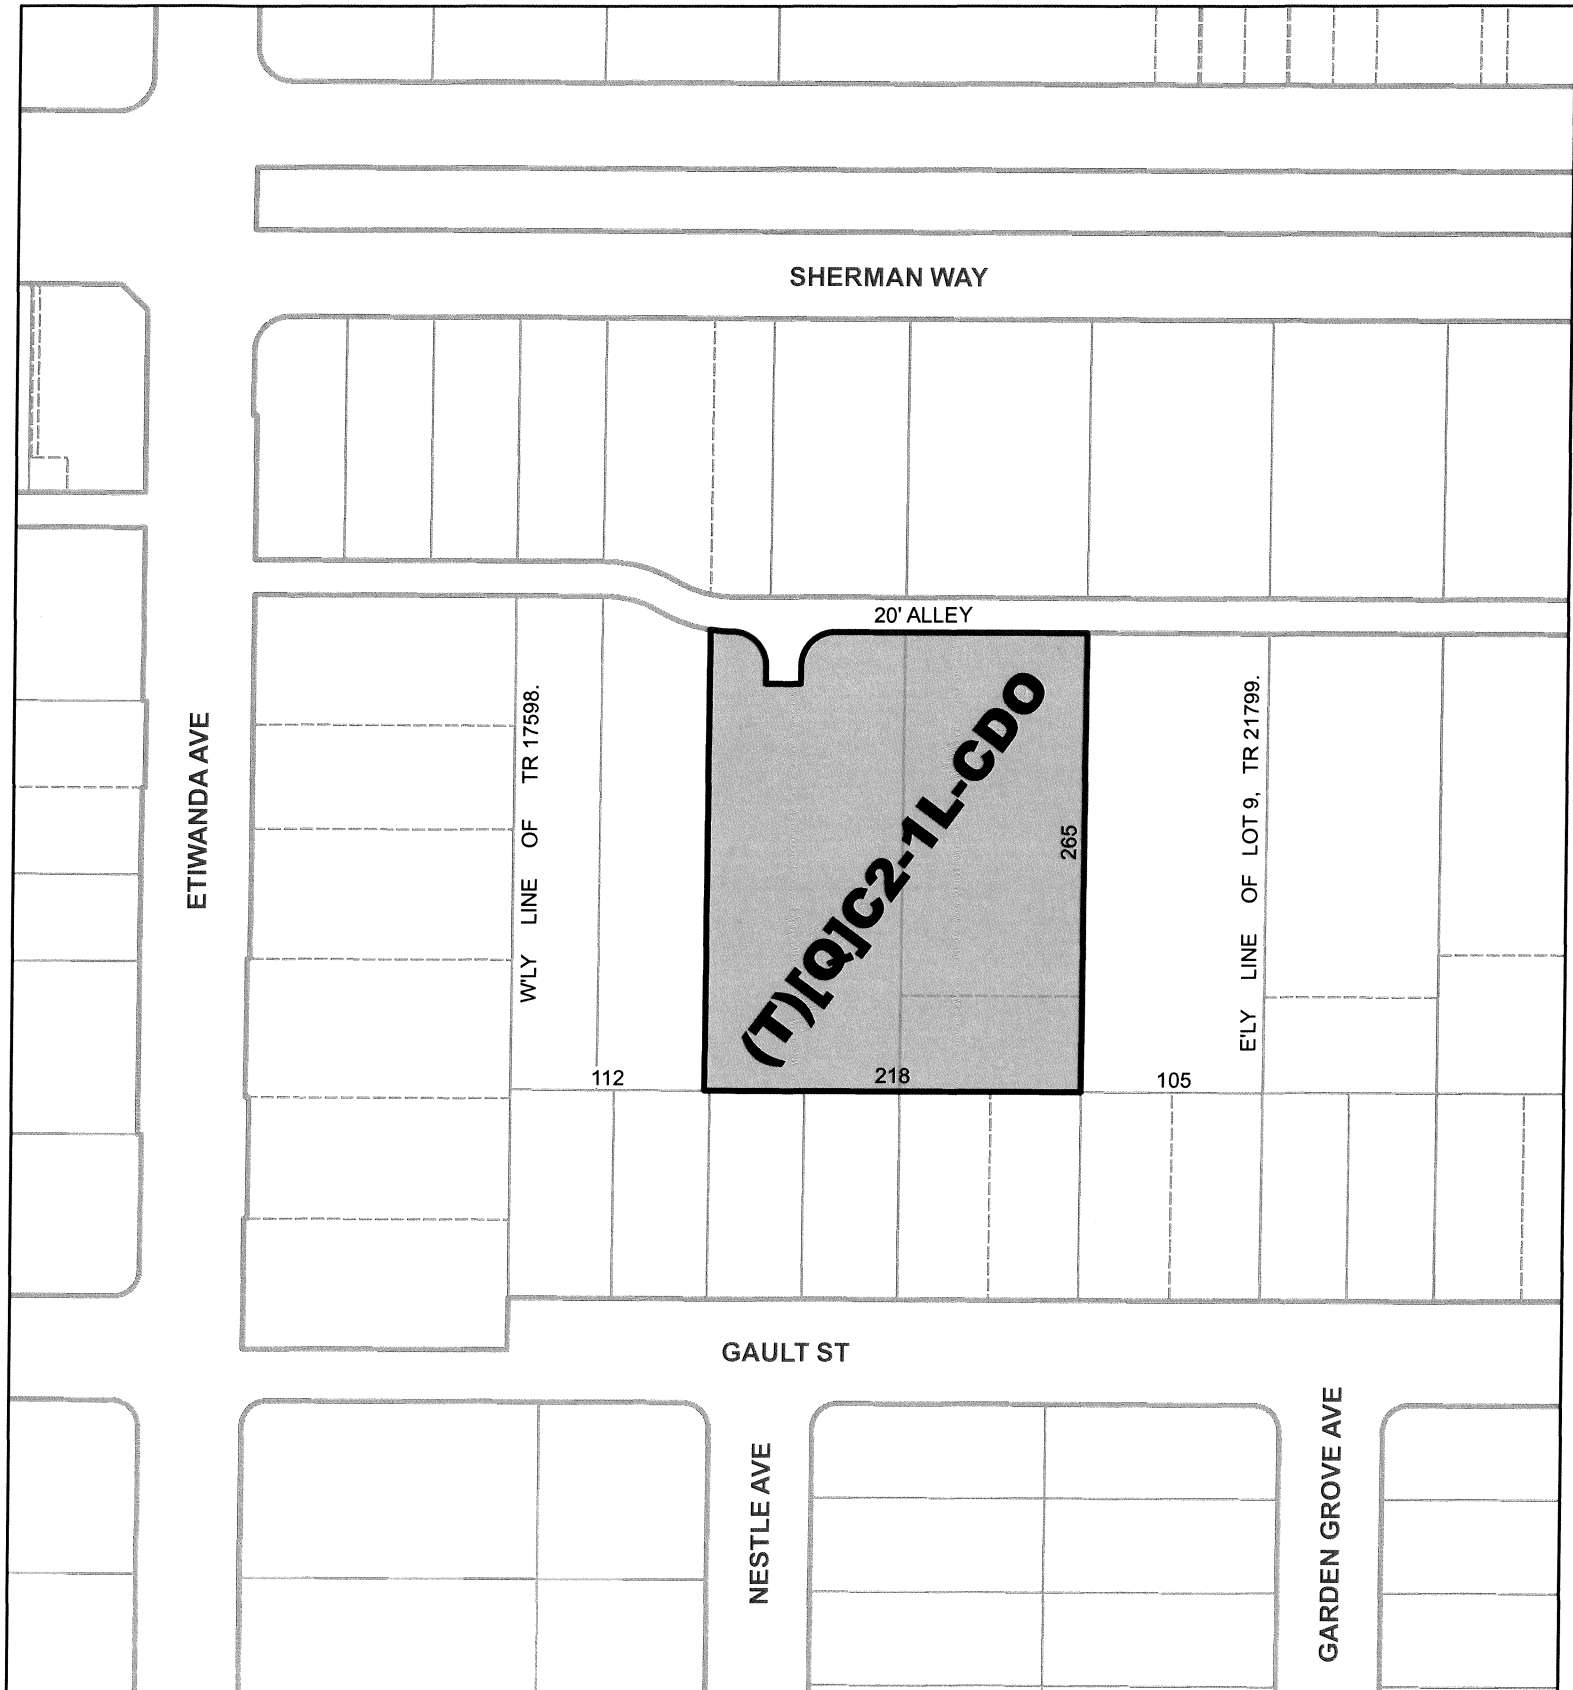 SHERMAN WAY
20' ALLEY
ETIWANDA AVE
W'LY LINE OF TR 17598.
(T)[Q]C2-1L-CDO
265
E'LY LINE OF LOT 9, TR 21799.
112
218
105
GAULT ST
NESTLE AVE
GARDEN GROVE AVE